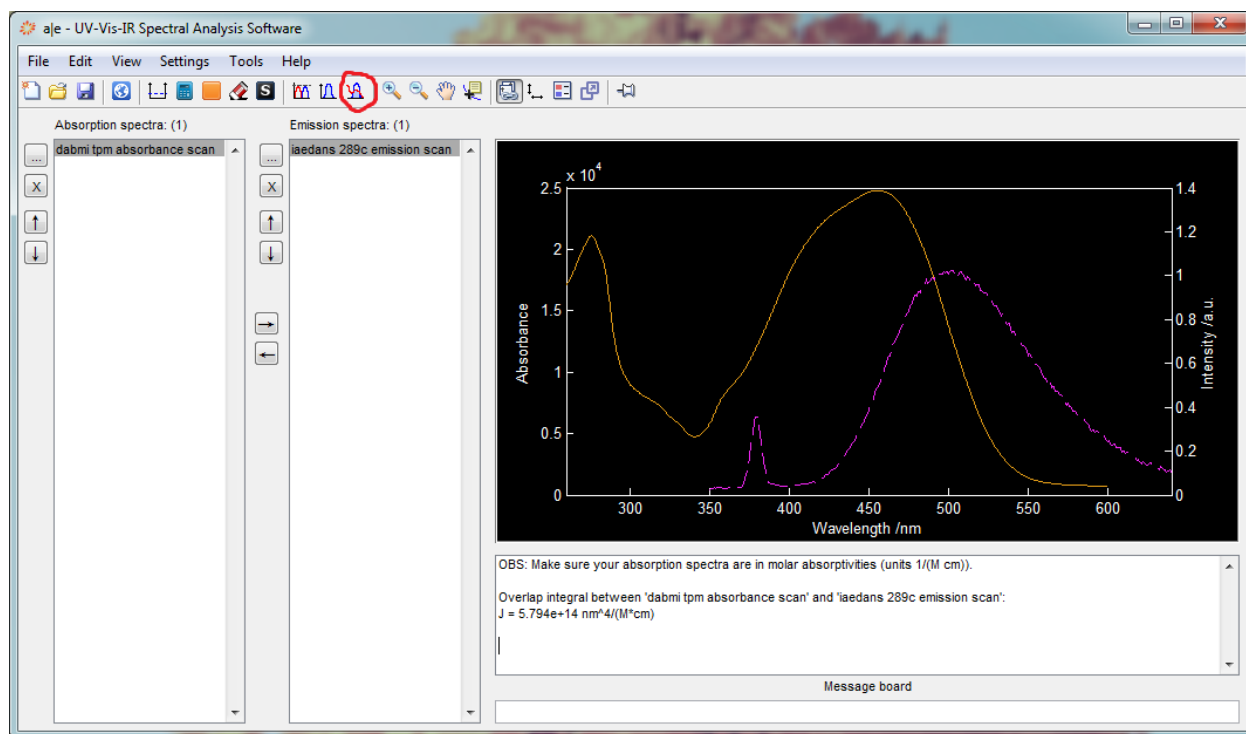 a|e - UV-Vis-IR Spectral Analysis Software
File Edit View Settings Tools Help
S
Absorption spectra: (1)
Emission spectra: (1)
... dabmi tpm absorbance scan
... iaedans 289c emission scan
X X
↑ ↑
↓ ↓
→
←
x 10^4
2.5
2
1.5
1
0.5
0
Absorbance
300 350 400 450 500 550 600
Wavelength /nm
1.4
1.2
1
0.8
0.6
0.4
0.2
0
Intensity /a.u.
OBS: Make sure your absorption spectra are in molar absorptivities (units 1/(M cm)).
Overlap integral between 'dabmi tpm absorbance scan' and 'iaedans 289c emission scan':
J = 5.794e+14 nm^4/(M*cm)
Message board